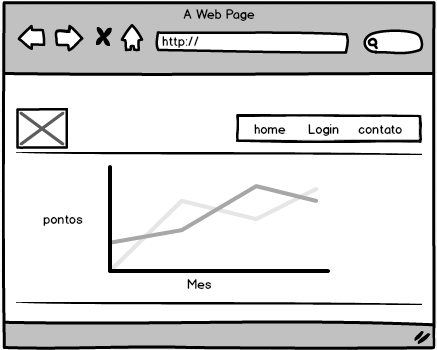 A Web Page
http://
home Login contato
pontos
Mes